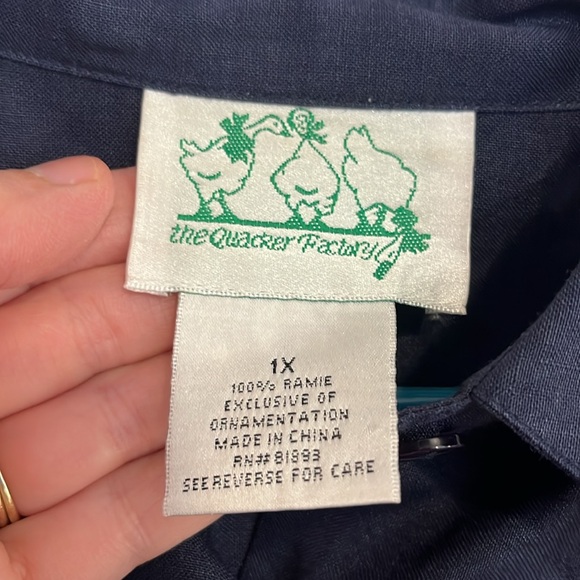 the Quacker Factory
1X
100% RAMIE
EXCLUSIVE OF
ORNAMENTATION
MADE IN CHINA
RN## 81893
SEE REVERSE FOR CARE